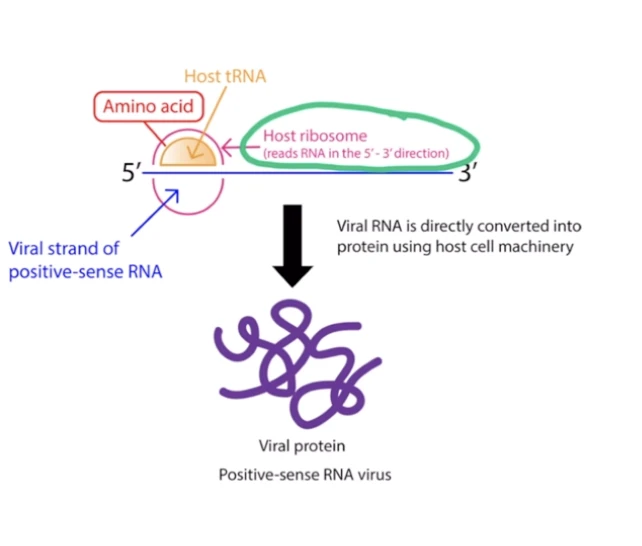 Host tRNA
Amino acid
Host ribosome
(reads RNA in the 5′- 3′ direction)
5′
3′
Viral strand of
positive-sense RNA
Viral RNA is directly converted into
protein using host cell machinery
Viral protein
Positive-sense RNA virus